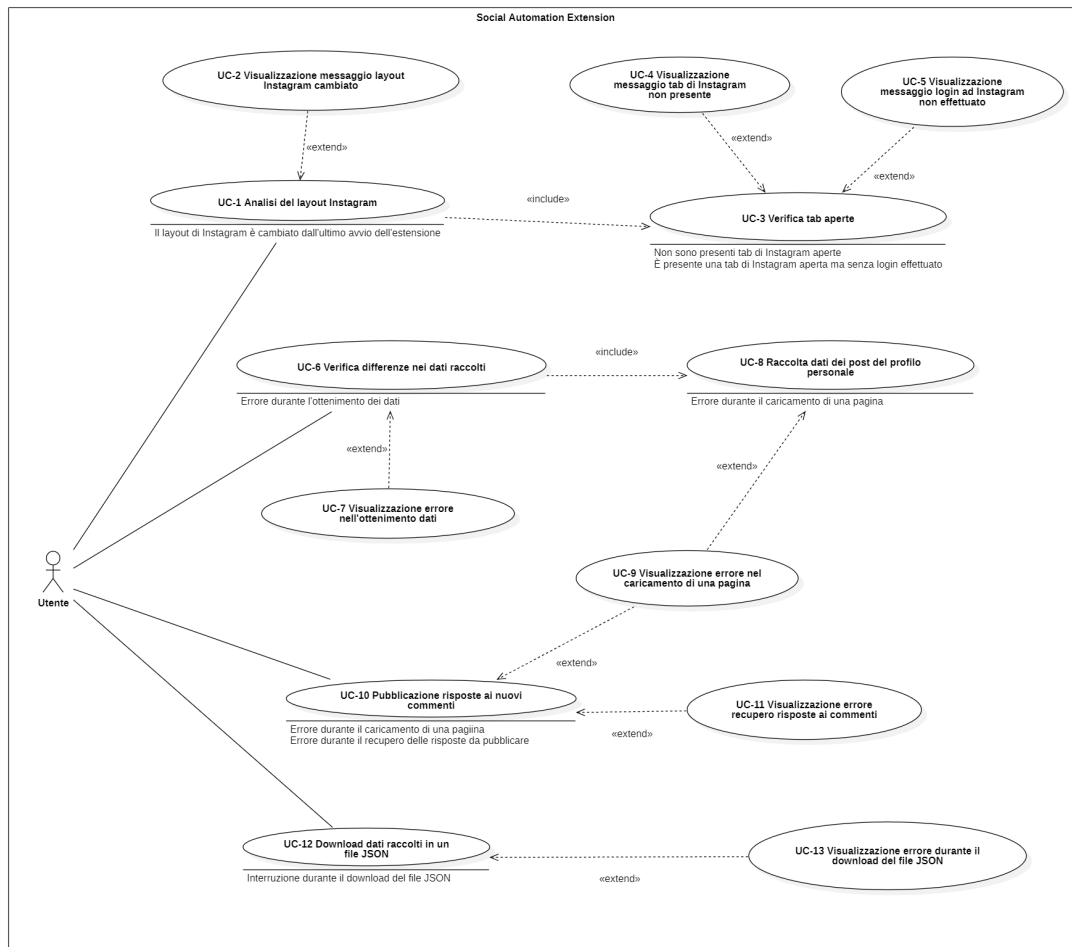 Social Automation Extension
UC-2 Visualizzazione messaggio layout
Instagram cambiato
UC-4 Visualizzazione
messaggio tab di Instagram
non presente
UC-5 Visualizzazione
messaggio login ad Instagram
non effettuato
«extend»
«extend»
«extend»
UC-1 Analisi del layout Instagram
Il layout di Instagram è cambiato dall'ultimo avvio dell'estensione
«include»
UC-3 Verifica tab aperte
Non sono presenti tab di Instagram aperte
È presente una tab di Instagram aperta ma senza login effettuato
UC-6 Verifica differenze nei dati raccolti
Errore durante l'ottenimento dei dati
«include»
UC-8 Raccolta dati dei post del profilo
personale
Errore durante il caricamento di una pagina
«extend»
«extend»
UC-7 Visualizzazione errore
nell'ottenimento dati
UC-9 Visualizzazione errore nel
caricamento di una pagina
Utente
«extend»
UC-10 Pubblicazione risposte ai nuovi
commenti
Errore durante il caricamento di una pagiina
Errore durante il recupero delle risposte da pubblicare
UC-11 Visualizzazione errore
recupero risposte ai commenti
«extend»
UC-12 Download dati raccolti in un
file JSON
Interruzione durante il download del file JSON
UC-13 Visualizzazione errore durante il
download del file JSON
«extend»